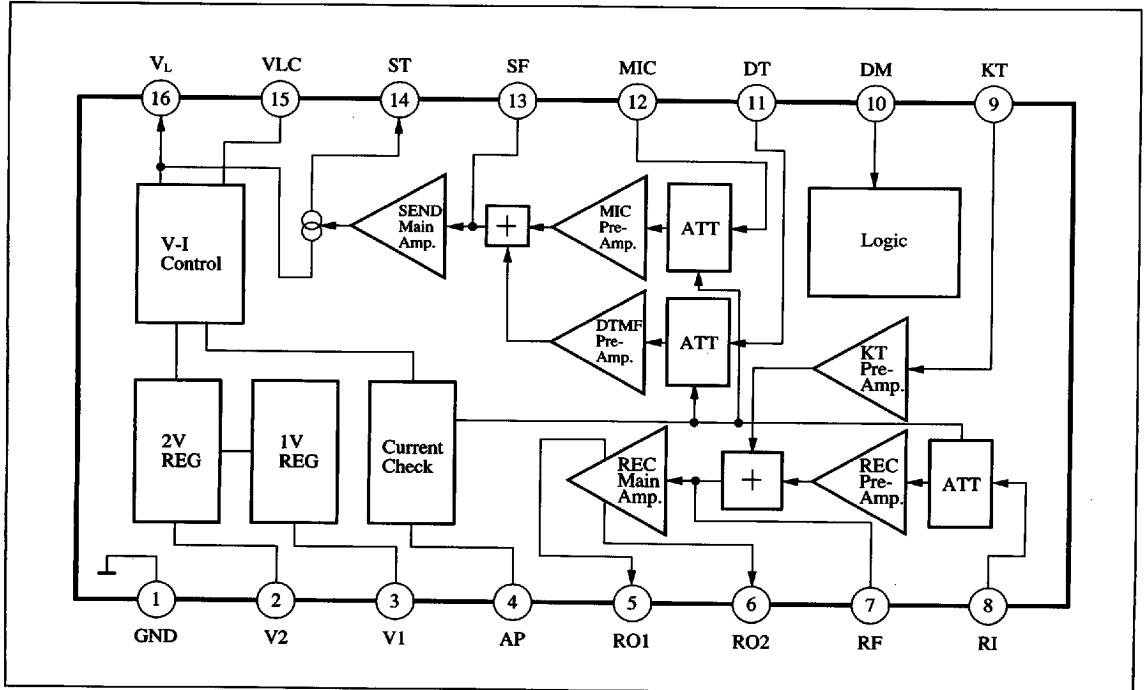 VL VLC ST SF MIC DT DM KT
16 15 14 13 12 11 10 9
V-I
Control
SEND
Main
Amp.
+
MIC
Pre-
Amp.
ATT
Logic
DTMF
Pre-
Amp.
ATT
KT
Pre-
Amp.
2V
REG
1V
REG
Current
Check
REC
Main
Amp.
+
REC
Pre-
Amp.
ATT
1 2 3 4 5 6 7 8
GND V2 V1 AP RO1 RO2 RF RI